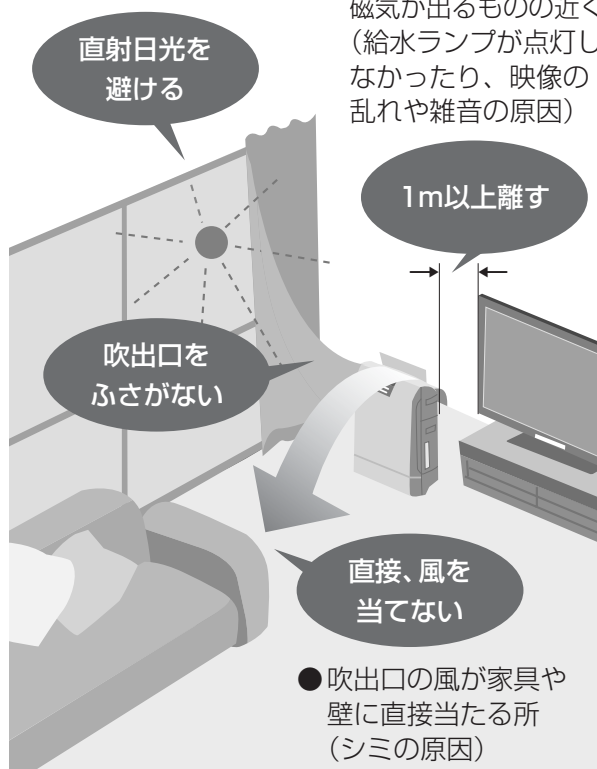 磁気が出るものの近く
(給水ランプが点灯し
なかったり、映像の
乱れや雑音の原因)
直射日光を
避ける
1m以上離す
吹出口を
ふさがない
直接、風を
当てない
●吹出口の風が家具や
壁に直接当たる所
(シミの原因)